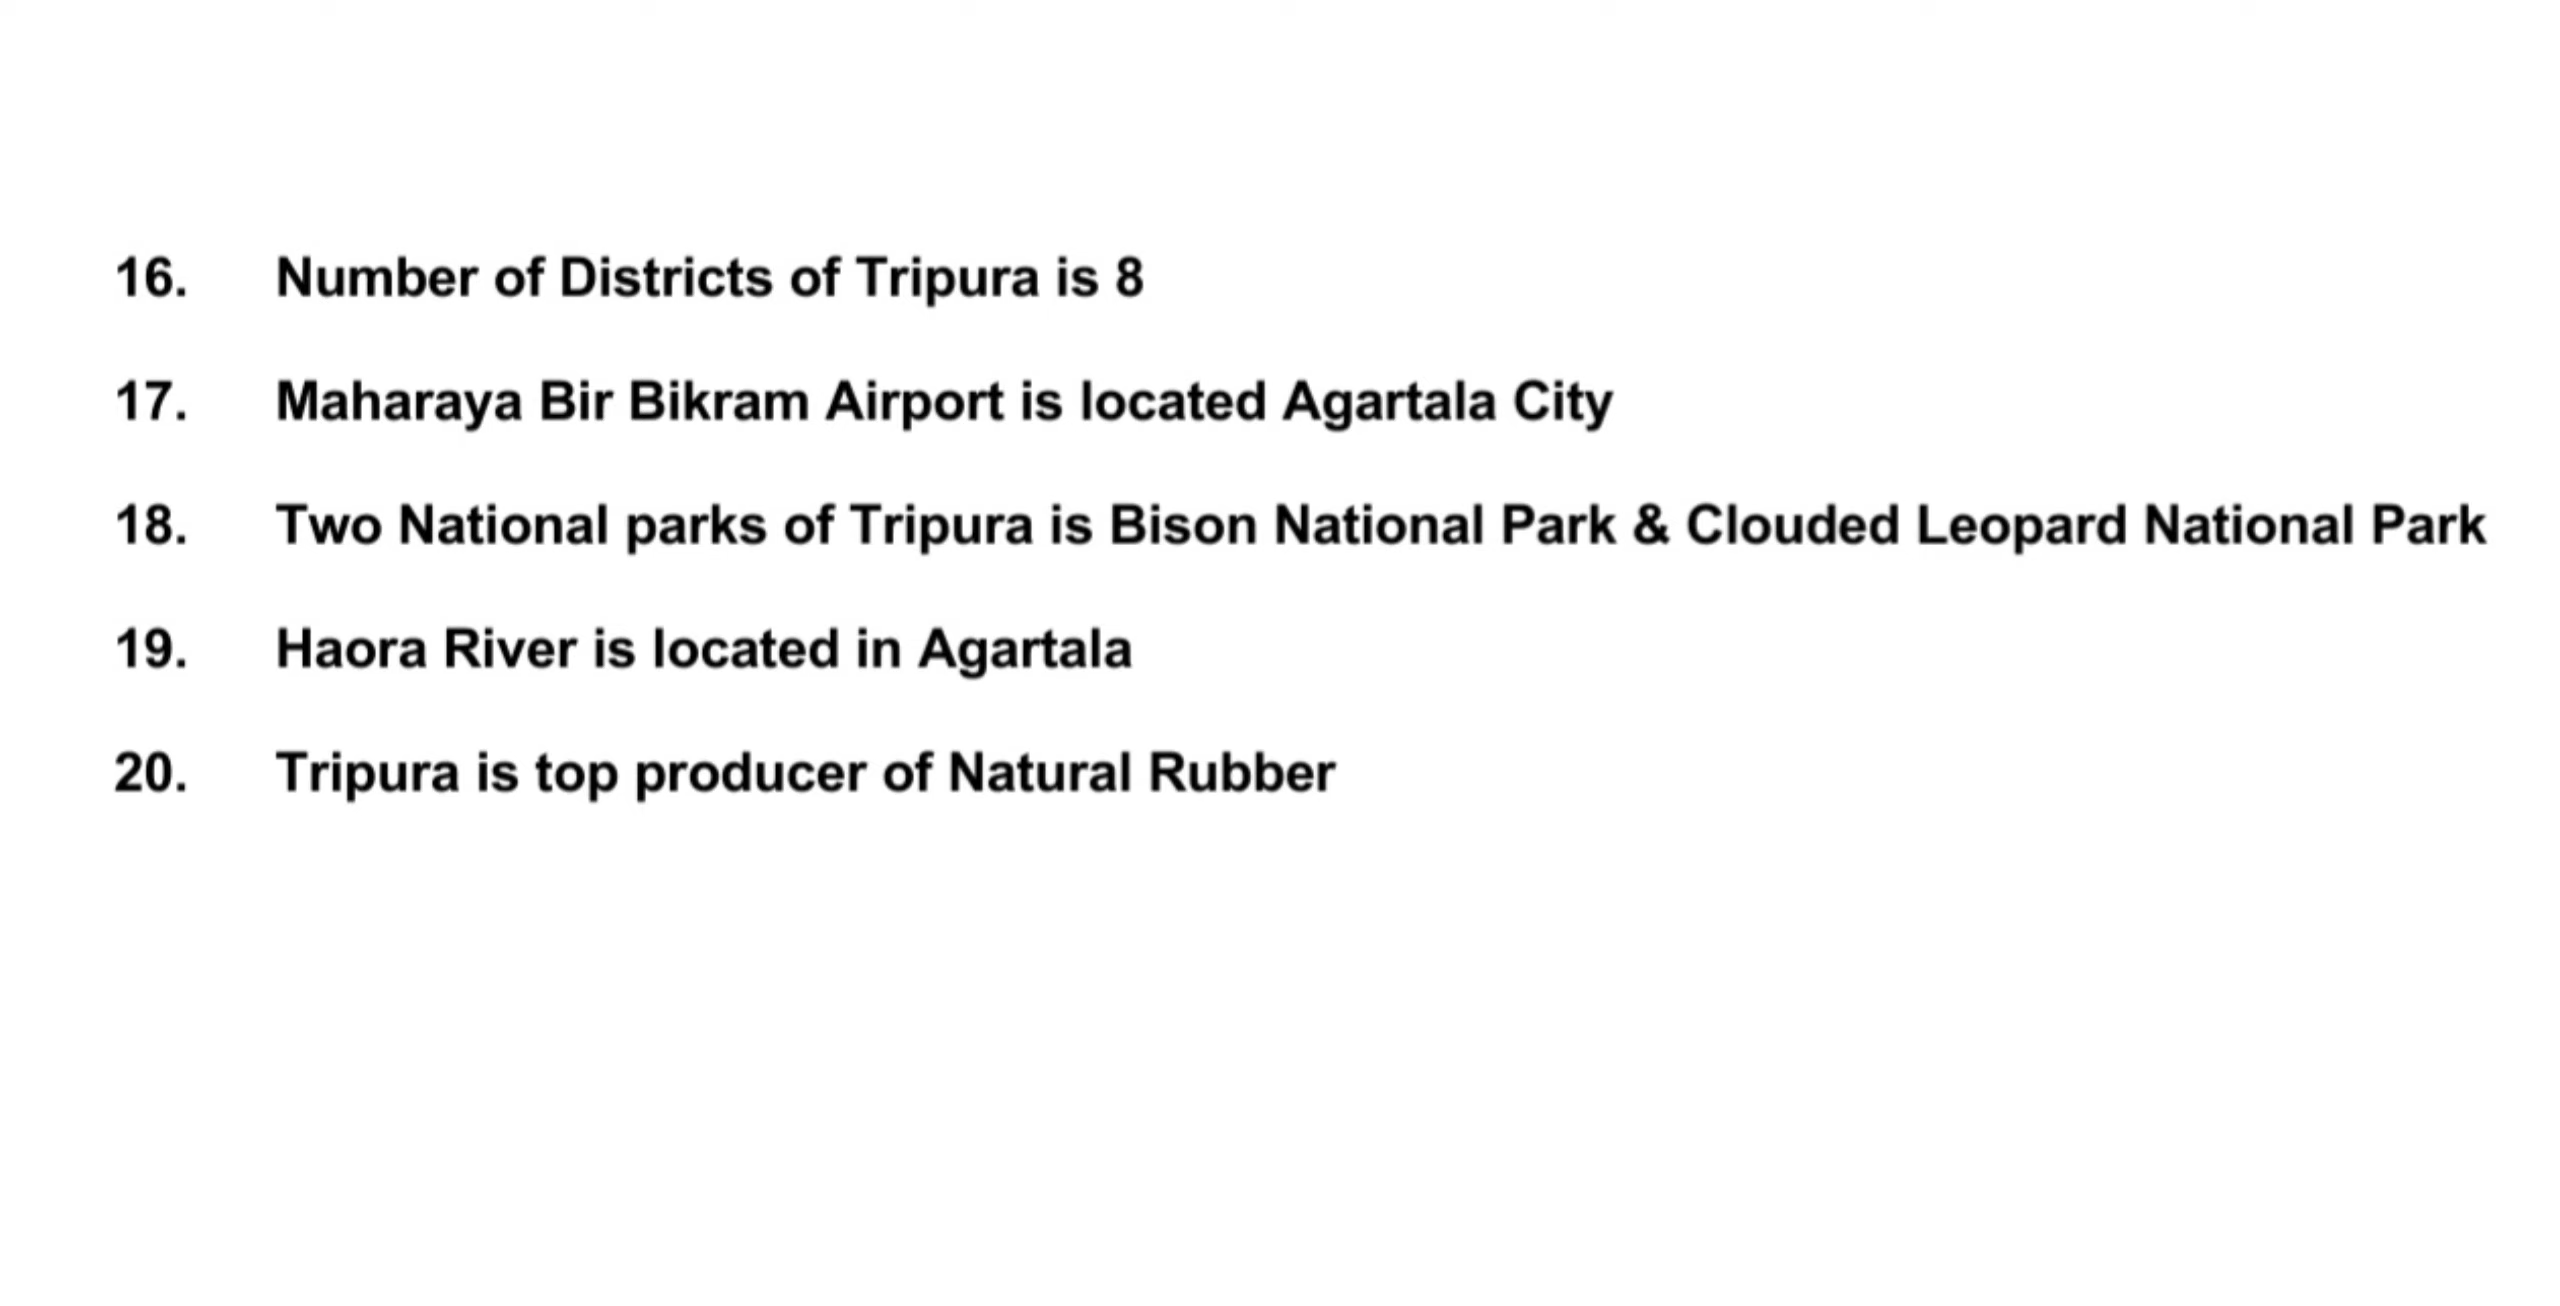 16. Number of Districts of Tripura is 8
17. Maharaya Bir Bikram Airport is located Agartala City
18. Two National parks of Tripura is Bison National Park & Clouded Leopard National Park
19. Haora River is located in Agartala
20. Tripura is top producer of Natural Rubber